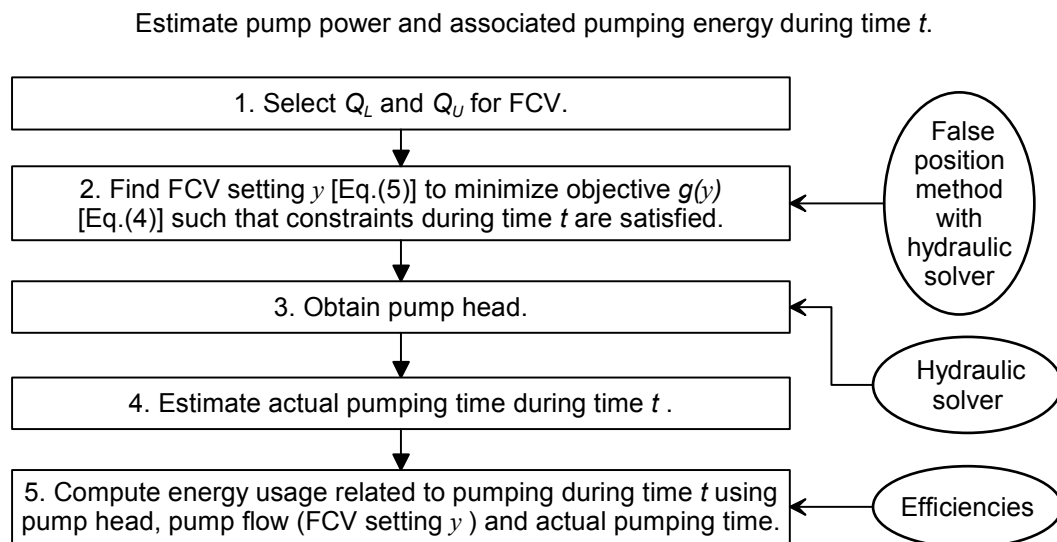 Estimate pump power and associated pumping energy during time t.
1. Select Q_L and Q_U for FCV.
2. Find FCV setting y [Eq.(5)] to minimize objective g(y)
[Eq.(4)] such that constraints during time t are satisfied.
False
position
method
with
hydraulic
solver
3. Obtain pump head.
Hydraulic
solver
4. Estimate actual pumping time during time t .
5. Compute energy usage related to pumping during time t using
pump head, pump flow (FCV setting y ) and actual pumping time.
Efficiencies